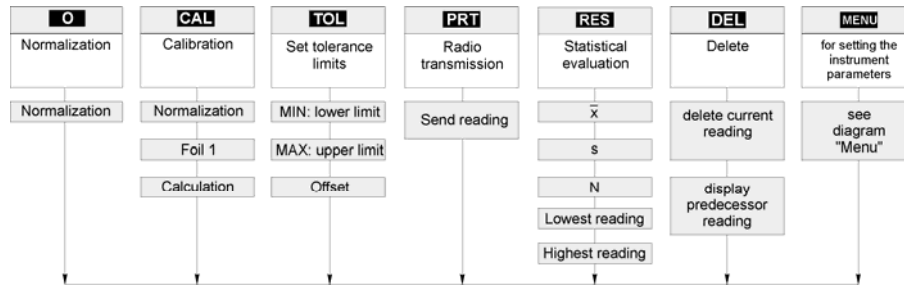 O
Normalization
Normalization
CAL
Calibration
Normalization
Foil 1
Calculation
TOL
Set tolerance
limits
MIN: lower limit
MAX: upper limit
Offset
PRT
Radio
transmission
Send reading
RES
Statistical
evaluation
x̄
s
N
Lowest reading
Highest reading
DEL
Delete
delete current
reading
display
predecessor
reading
MENU
for setting the
instrument
parameters
see
diagram
"Menu"